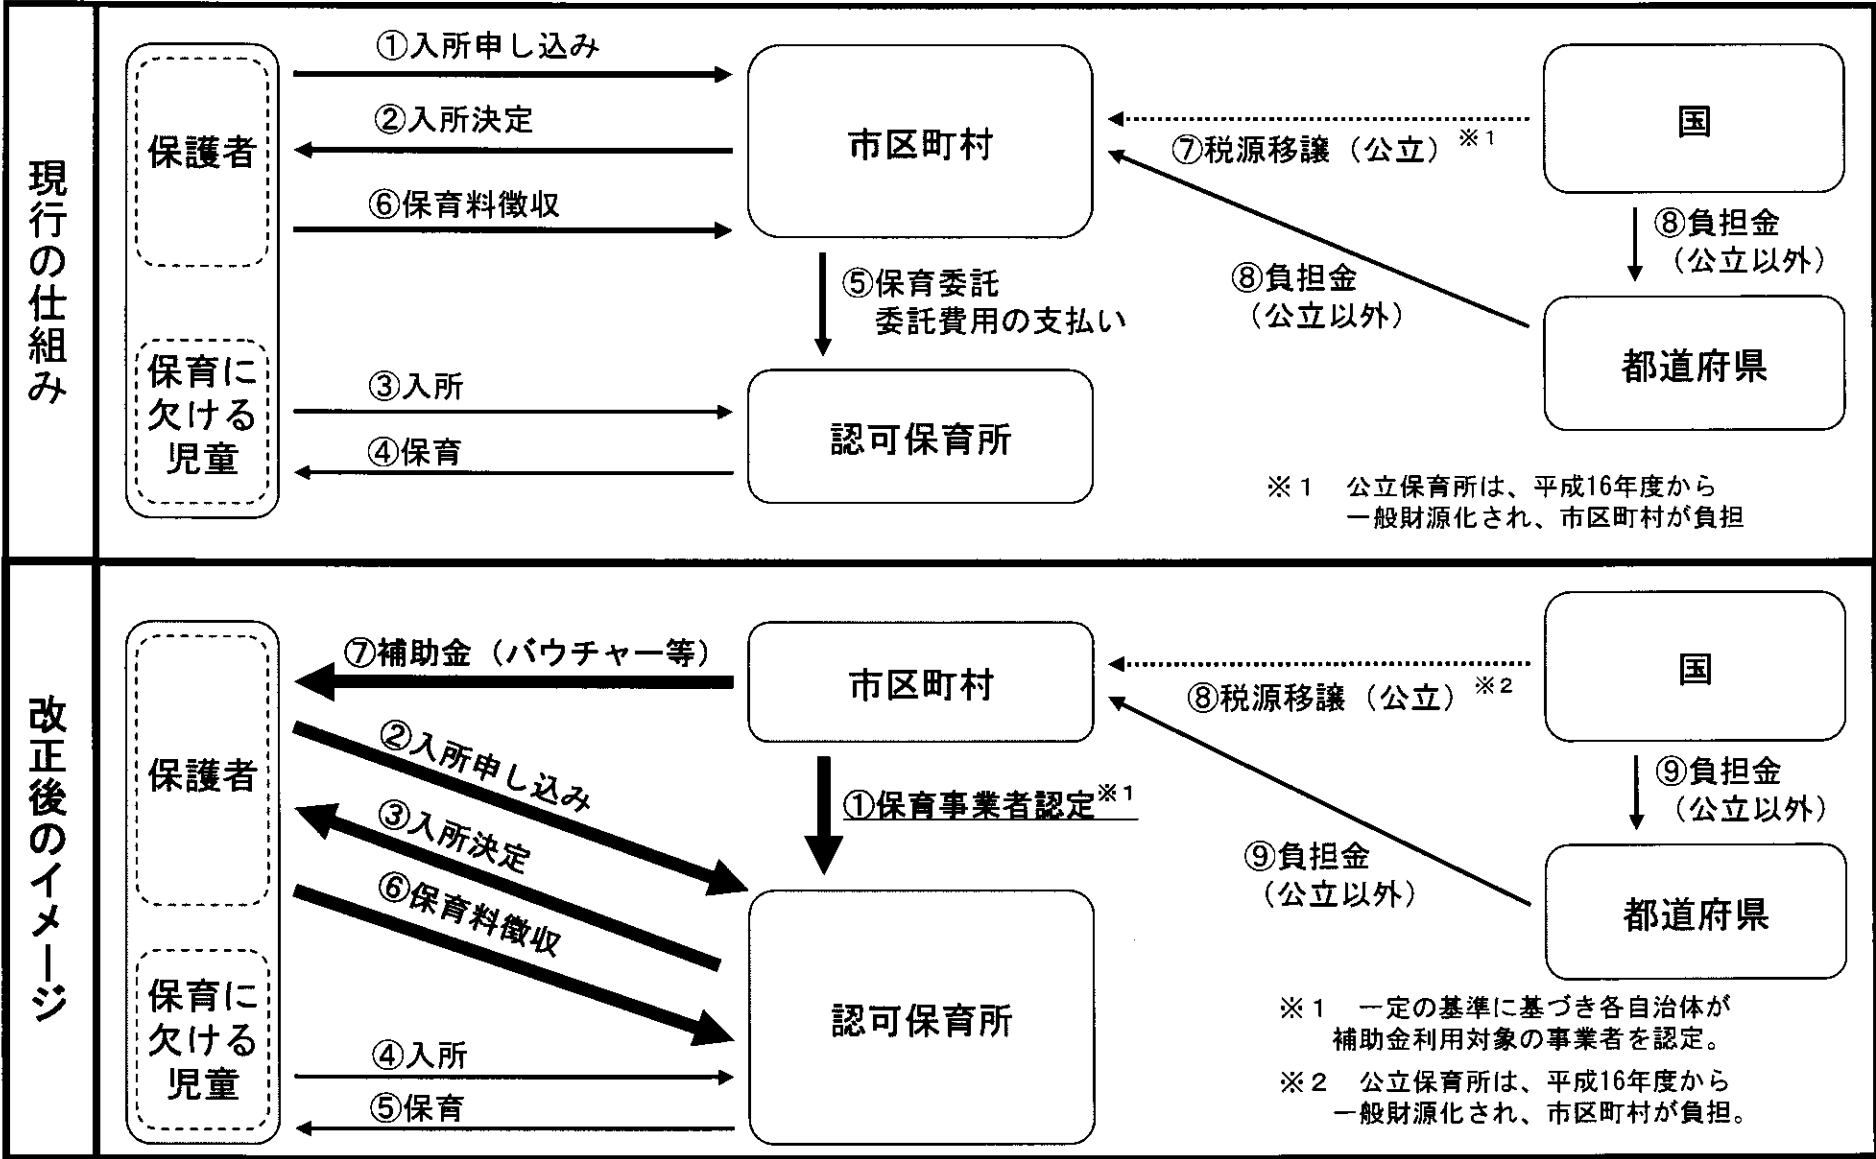 現行の仕組み
保護者
保育に
欠ける
児童
①入所申し込み
②入所決定
⑥保育料徴収
③入所
④保育
市区町村
⑤保育委託
委託費用の支払い
認可保育所
⑦税源移譲（公立）※1
⑧負担金
（公立以外）
国
⑧負担金
（公立以外）
都道府県
※1　公立保育所は、平成16年度から
一般財源化され、市区町村が負担
改正後のイメージ
保護者
保育に
欠ける
児童
⑦補助金（バウチャー等）
②入所申し込み
③入所決定
⑥保育料徴収
④入所
⑤保育
市区町村
①保育事業者認定※1
認可保育所
⑧税源移譲（公立）※2
⑨負担金
（公立以外）
国
⑨負担金
（公立以外）
都道府県
※1　一定の基準に基づき各自治体が
補助金利用対象の事業者を認定。
※2　公立保育所は、平成16年度から
一般財源化され、市区町村が負担。